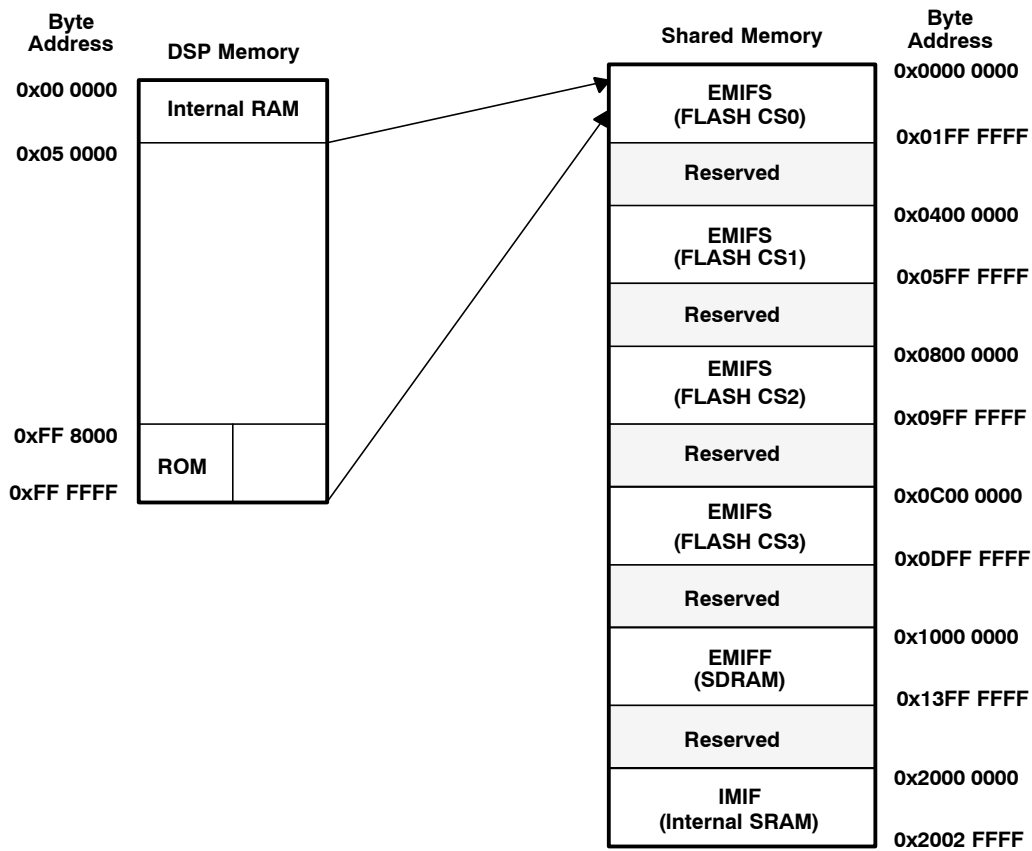 Byte
Address
DSP Memory
0x00 0000
Internal RAM
0x05 0000
0xFF 8000
ROM
0xFF FFFF
Shared Memory
Byte
Address
0x0000 0000
EMIFS
(FLASH CS0)
0x01FF FFFF
Reserved
0x0400 0000
EMIFS
(FLASH CS1)
0x05FF FFFF
Reserved
0x0800 0000
EMIFS
(FLASH CS2)
0x09FF FFFF
Reserved
0x0C00 0000
EMIFS
(FLASH CS3)
0x0DFF FFFF
Reserved
0x1000 0000
EMIFF
(SDRAM)
0x13FF FFFF
Reserved
0x2000 0000
IMIF
(Internal SRAM)
0x2002 FFFF